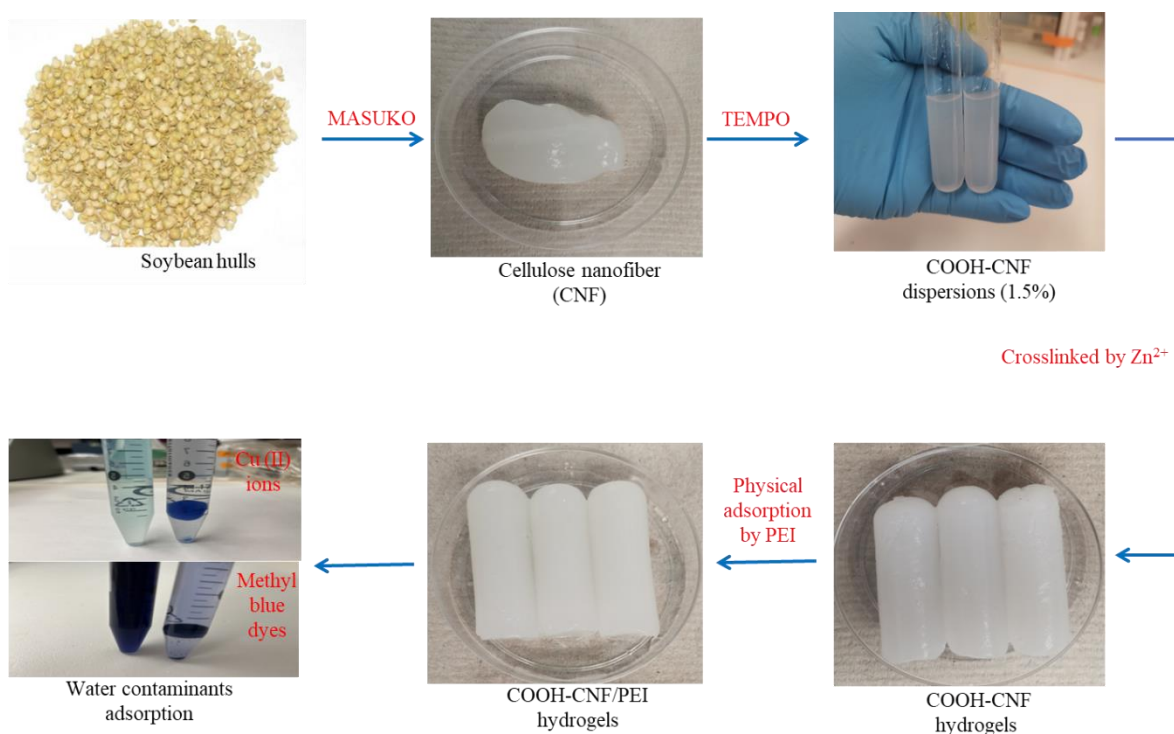 MASUKO
TEMPO
Soybean hulls
Cellulose nanofiber
(CNF)
COOH-CNF
dispersions (1.5%)
Crosslinked by Zn²⁺
Cu (II)
ions
Methyl
blue
dyes
Physical
adsorption
by PEI
Water contaminants
adsorption
COOH-CNF/PEI
hydrogels
COOH-CNF
hydrogels